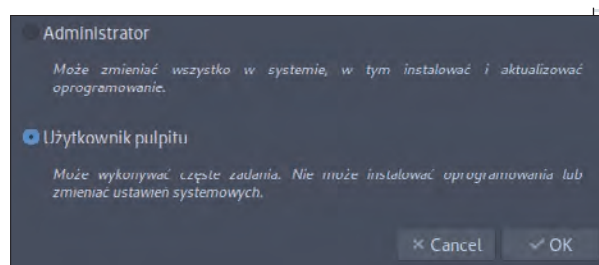 Administrator
Może zmieniać wszystko w systemie, w tym instalować i aktualizować
oprogramowanie.
Użytkownik pulpitu
Może wykonywać częste zadania. Nie może instalować oprogramowania lub
zmieniać ustawień systemowych.
Cancel OK